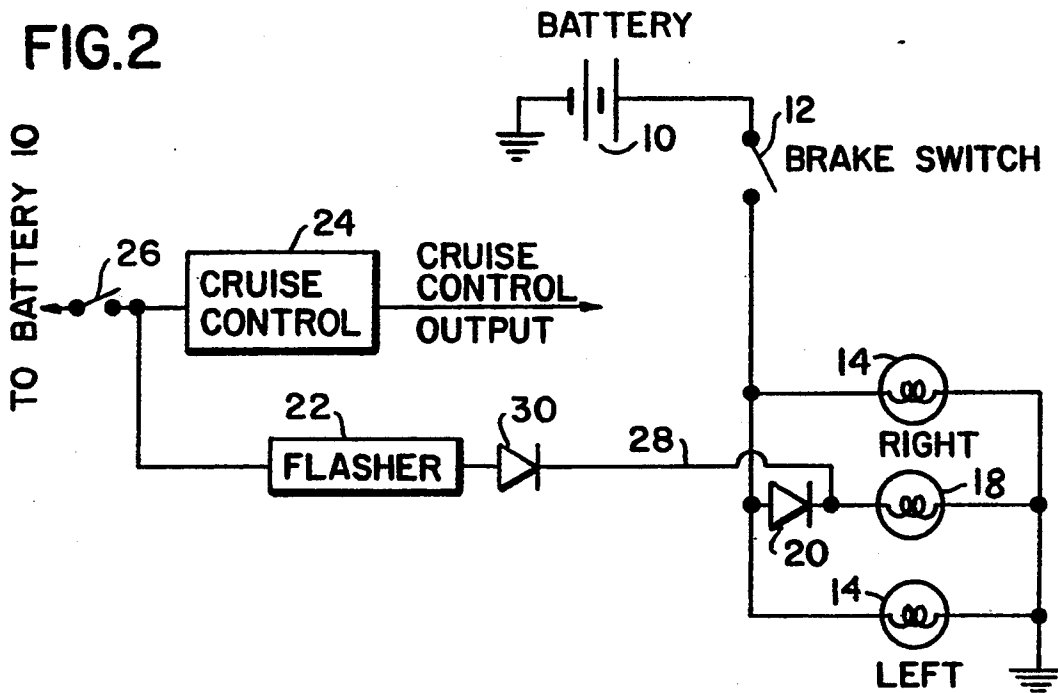 FIG.2
BATTERY
10
12
BRAKE SWITCH
TO BATTERY 10
26
24
CRUISE
CONTROL
CRUISE
CONTROL
OUTPUT
22
FLASHER
30
28
14
RIGHT
18
20
14
LEFT